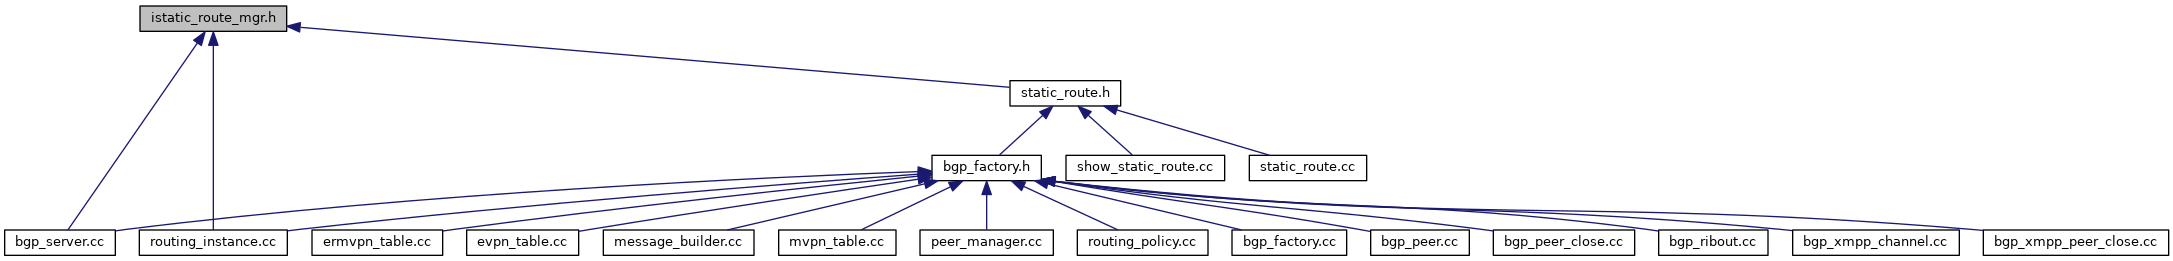 istatic_route_mgr.h
static_route.h
bgp_factory.h
show_static_route.cc
static_route.cc
bgp_server.cc
routing_instance.cc
ermvpn_table.cc
evpn_table.cc
message_builder.cc
mvpn_table.cc
peer_manager.cc
routing_policy.cc
bgp_factory.cc
bgp_peer.cc
bgp_peer_close.cc
bgp_ribout.cc
bgp_xmpp_channel.cc
bgp_xmpp_peer_close.cc